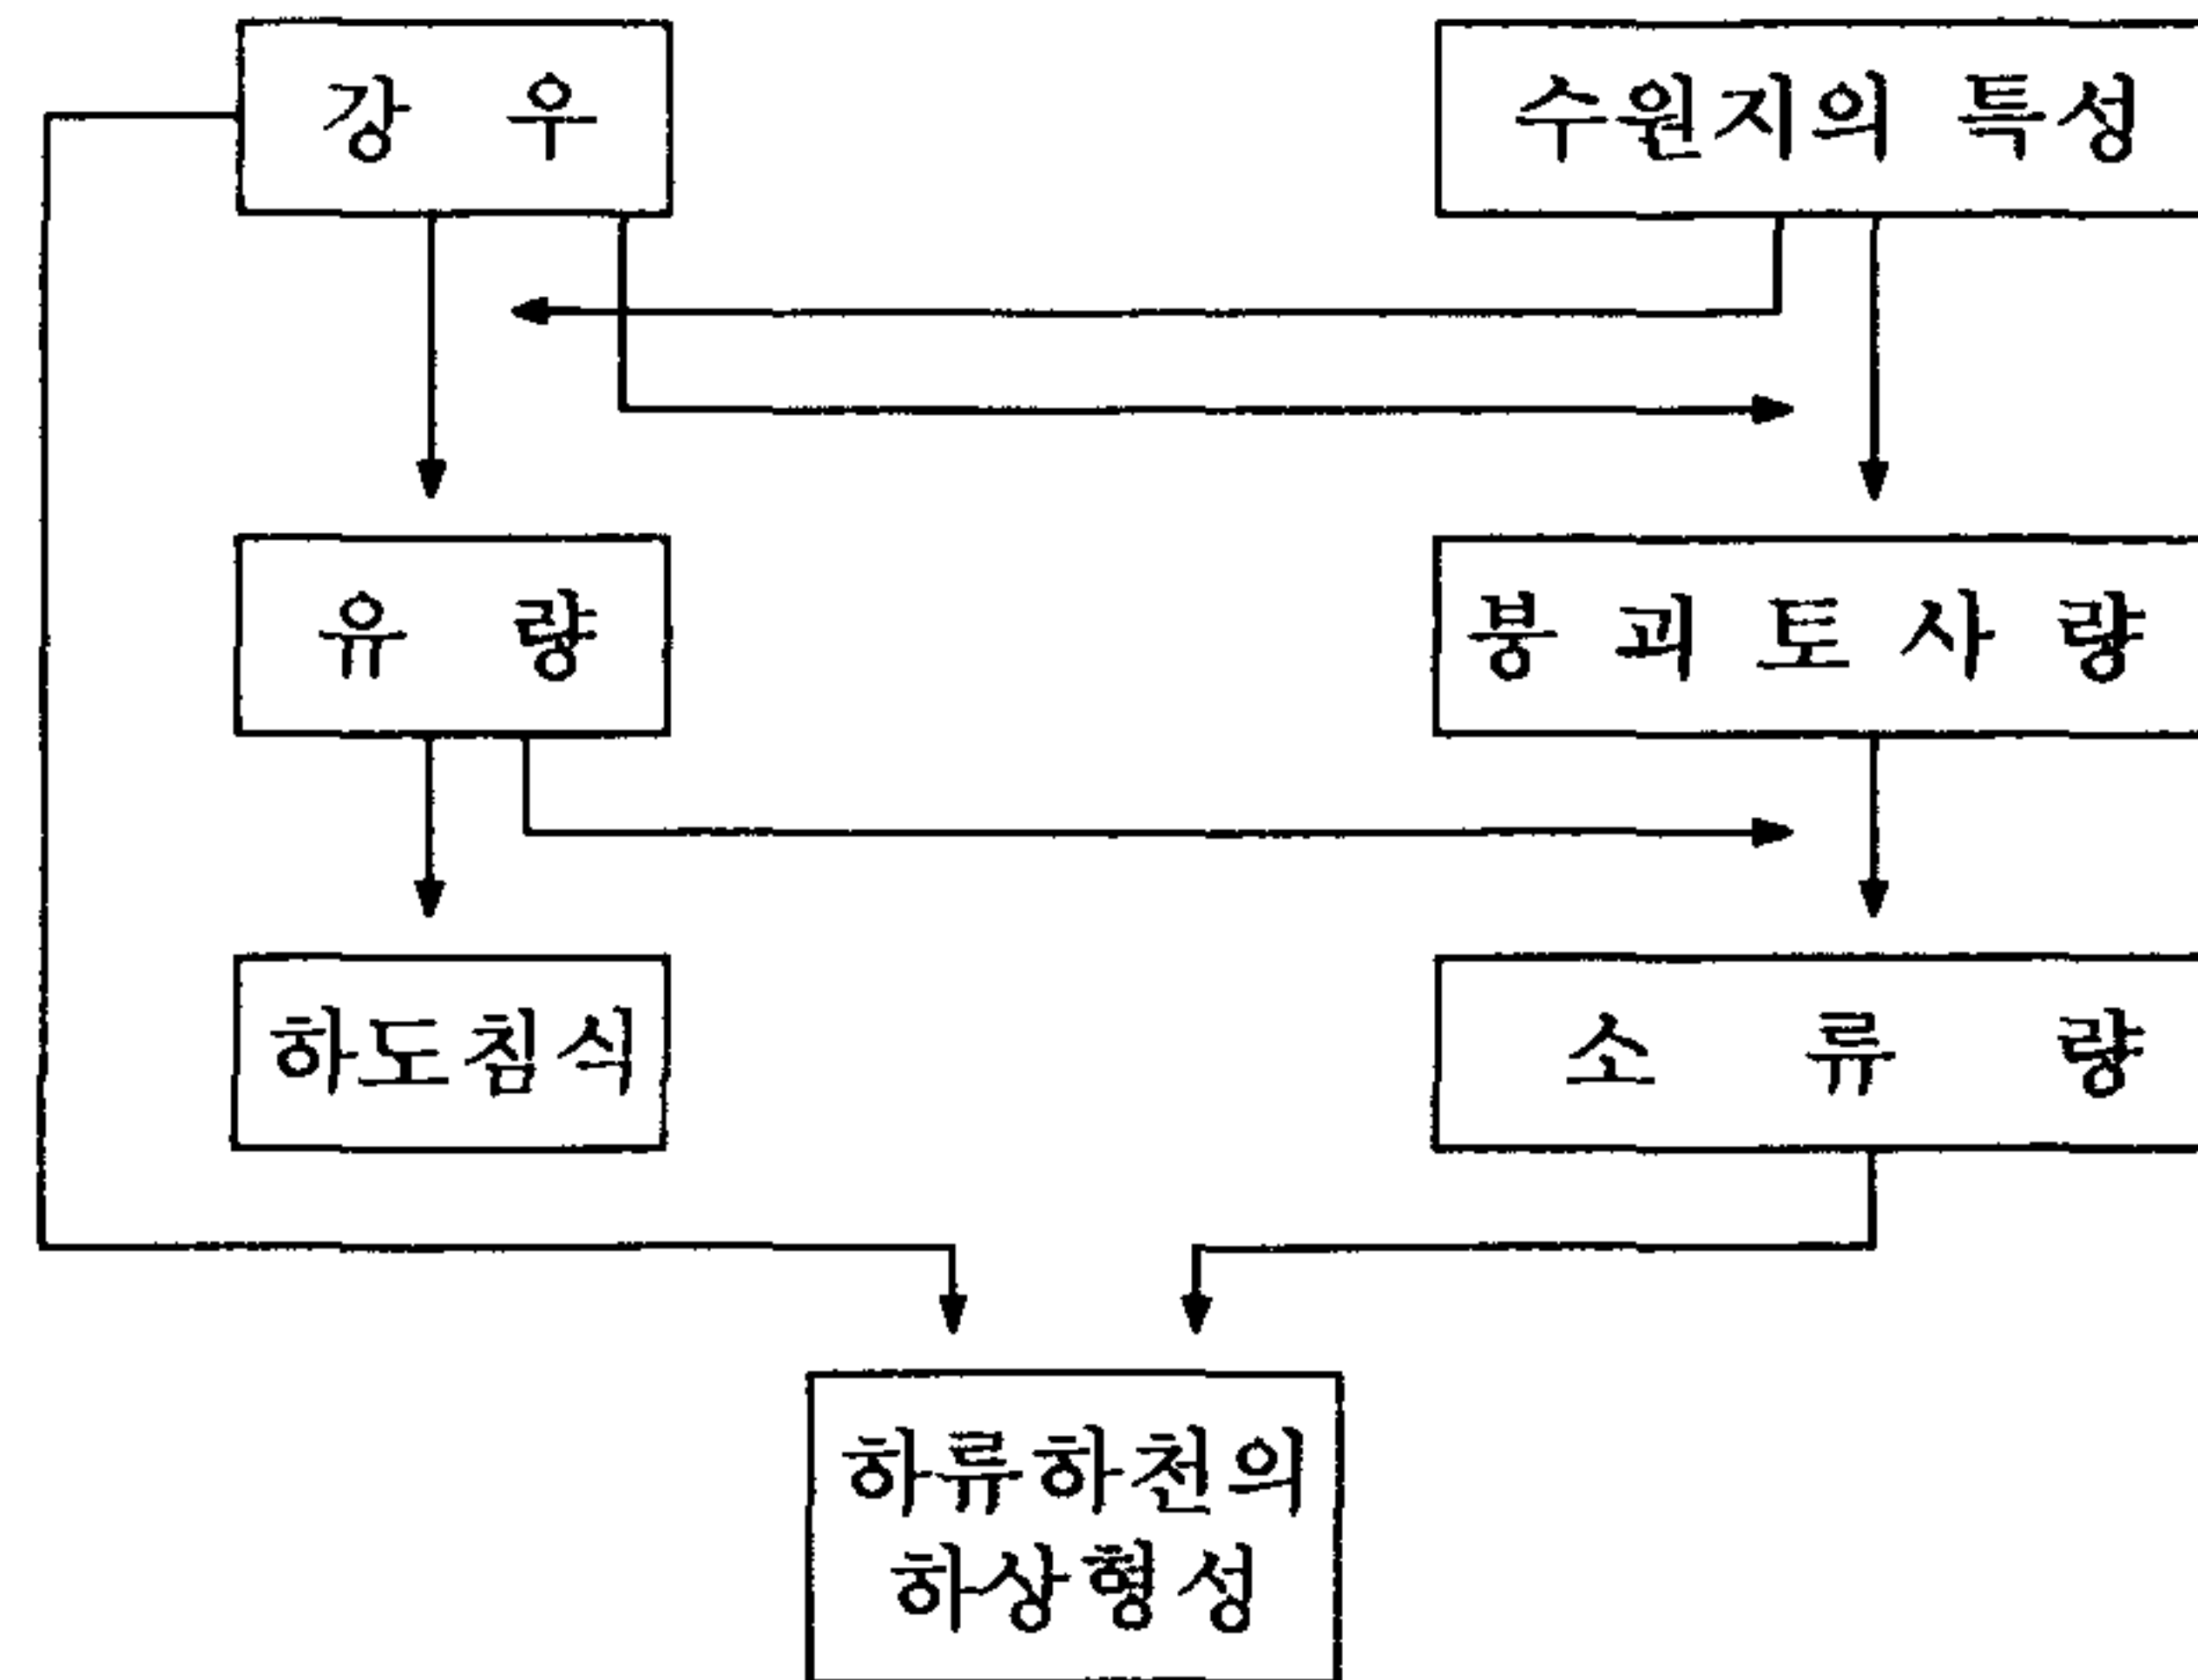 강 우
수원지의 특성
유 량
붕 괴 토 사 량
하도침식
소 류 량
하류하천의
하상형성